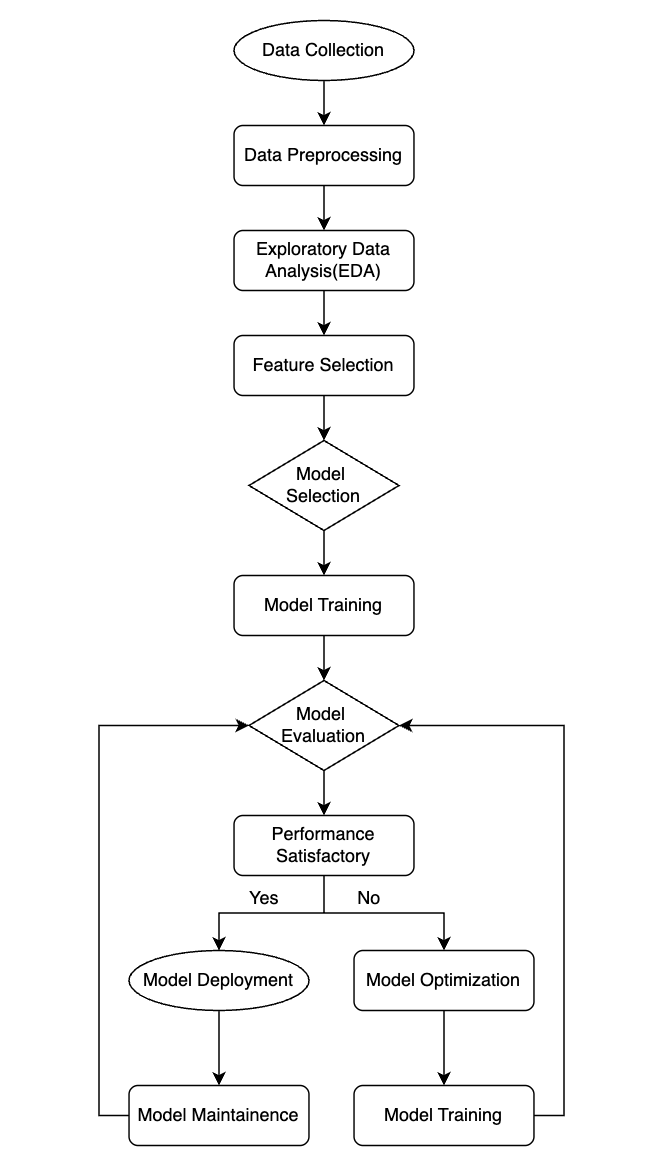 Data Collection
Data Preprocessing
Exploratory Data
Analysis(EDA)
Feature Selection
Model
Selection
Model Training
Model
Evaluation
Performance
Satisfactory
Yes
No
Model Deployment
Model Optimization
Model Maintainence
Model Training